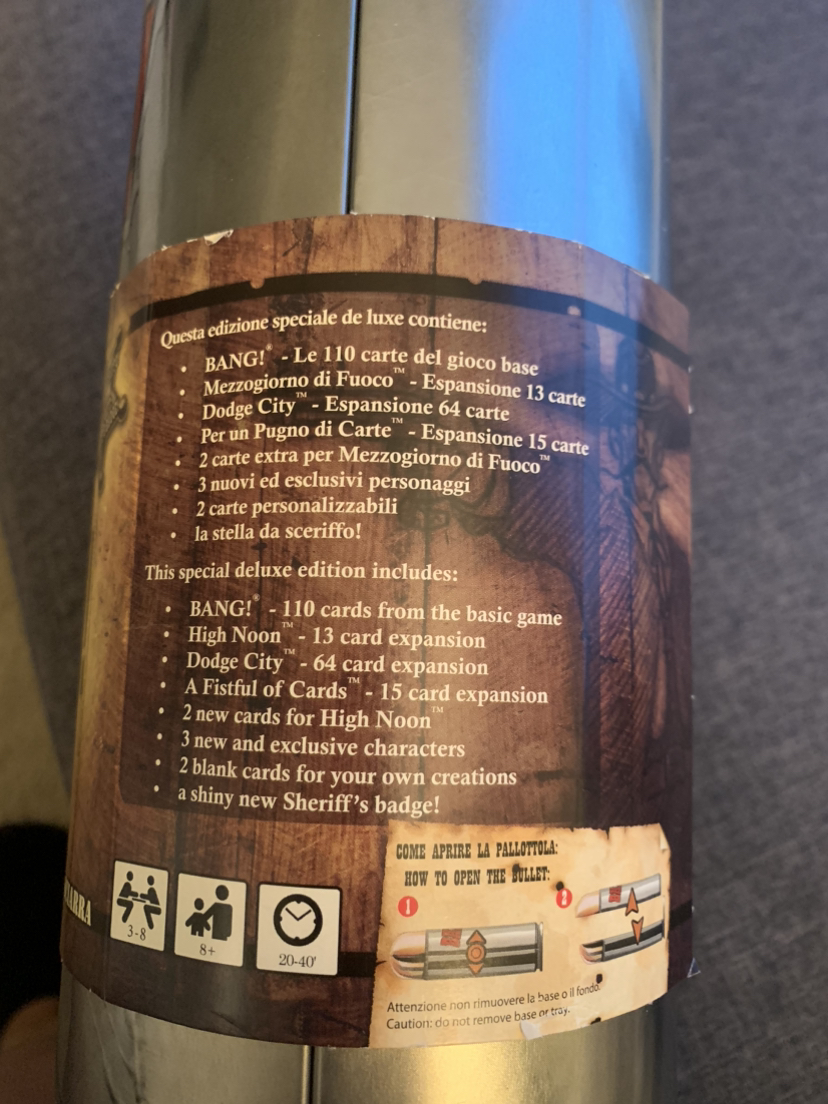 Questa edizione speciale de luxe contiene:
• BANG!® - Le 110 carte del gioco base
• Mezzogiorno di Fuoco™ - Espansione 13 carte
• Dodge City™ - Espansione 64 carte
• Per un Pugno di Carte™ - Espansione 15 carte
• 2 carte extra per Mezzogiorno di Fuoco™
• 3 nuovi ed esclusivi personaggi
• 2 carte personalizzabili
• la stella da sceriffo!
This special deluxe edition includes:
• BANG!® - 110 cards from the basic game
• High Noon™ - 13 card expansion
• Dodge City™ - 64 card expansion
• A Fistful of Cards™ - 15 card expansion
• 2 new cards for High Noon™
• 3 new and exclusive characters
• 2 blank cards for your own creations
• a shiny new Sheriff's badge!
COME APRIRE LA PALLOTTOLA:
HOW TO OPEN THE BULLET:
1
2
3-8
8+
20-40'
Attenzione non rimuovere la base o il fondo.
Caution: do not remove base or tray.